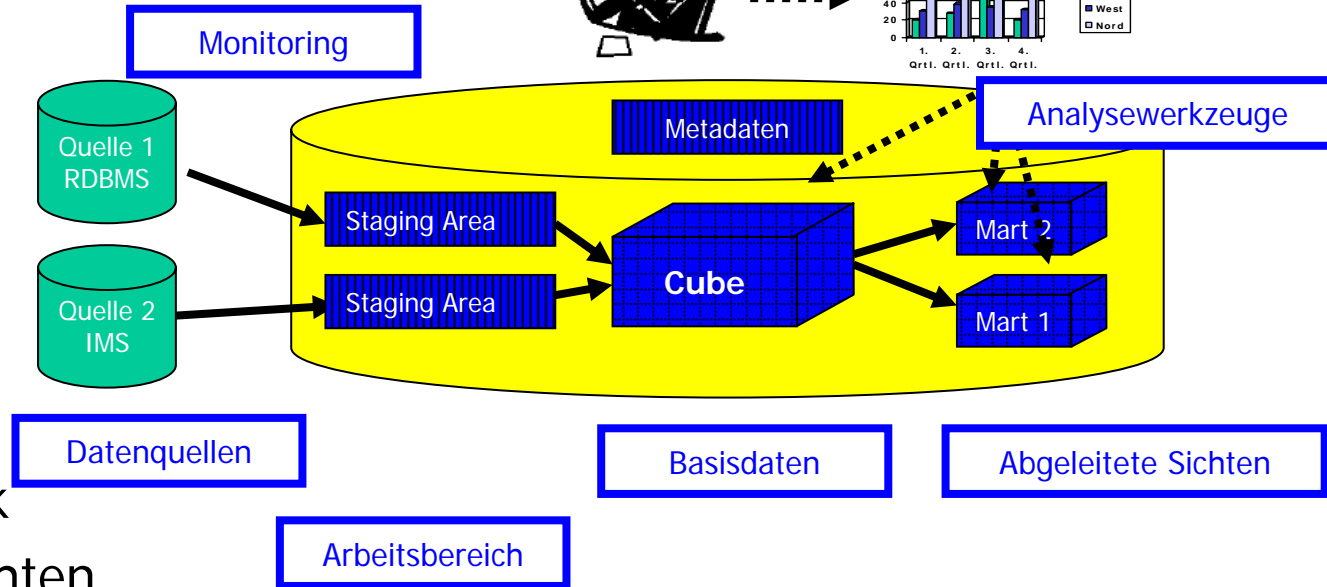 40
20
0
1. 2. 3. 4.
Qrtl. Qrtl. Qrtl. Qrtl.
West
Nord
Monitoring
Analysewerkzeuge
Metadaten
Quelle 1
RDBMS
Staging Area
Mart 2
Cube
Quelle 2
IMS
Staging Area
Mart 1
Datenquellen
Basisdaten
Abgeleitete Sichten
Arbeitsbereich